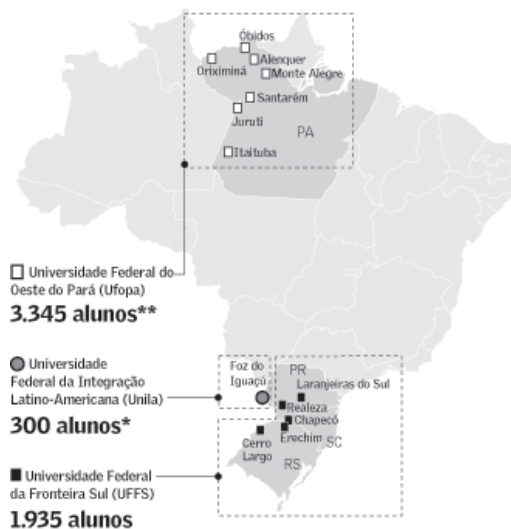 Óbidos
Alenquer
Oriximiná
Monte Alegre
Santarém
Juruti
PA
Itaituba
Universidade Federal do
Oeste do Pará (Ufopa)
3.345 alunos**
Universidade
Federal da Integração
Latino-Americana (Unila)
300 alunos*
Foz do
Iguaçú
PR
Laranjeiras do Sul
Realeza
Chapecó
Erechim
SC
Cerro
Largo
RS
Universidade Federal
da Fronteira Sul (UFFS)
1.935 alunos